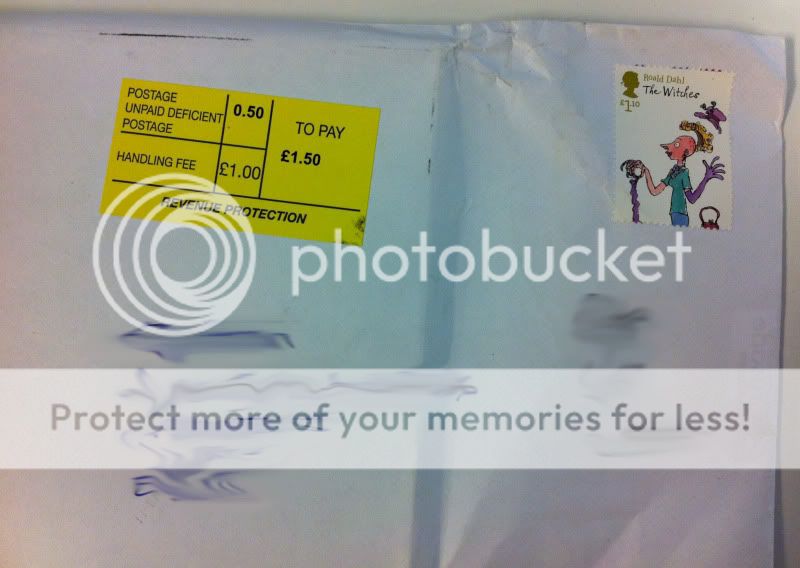 POSTAGE
UNPAID DEFICIENT
POSTAGE
0.50
TO PAY
£1.50
HANDLING FEE
£1.00
REVENUE PROTECTION
Roald Dahl
The Witches
£1.10
photobucket
Protect more of your memories for less!